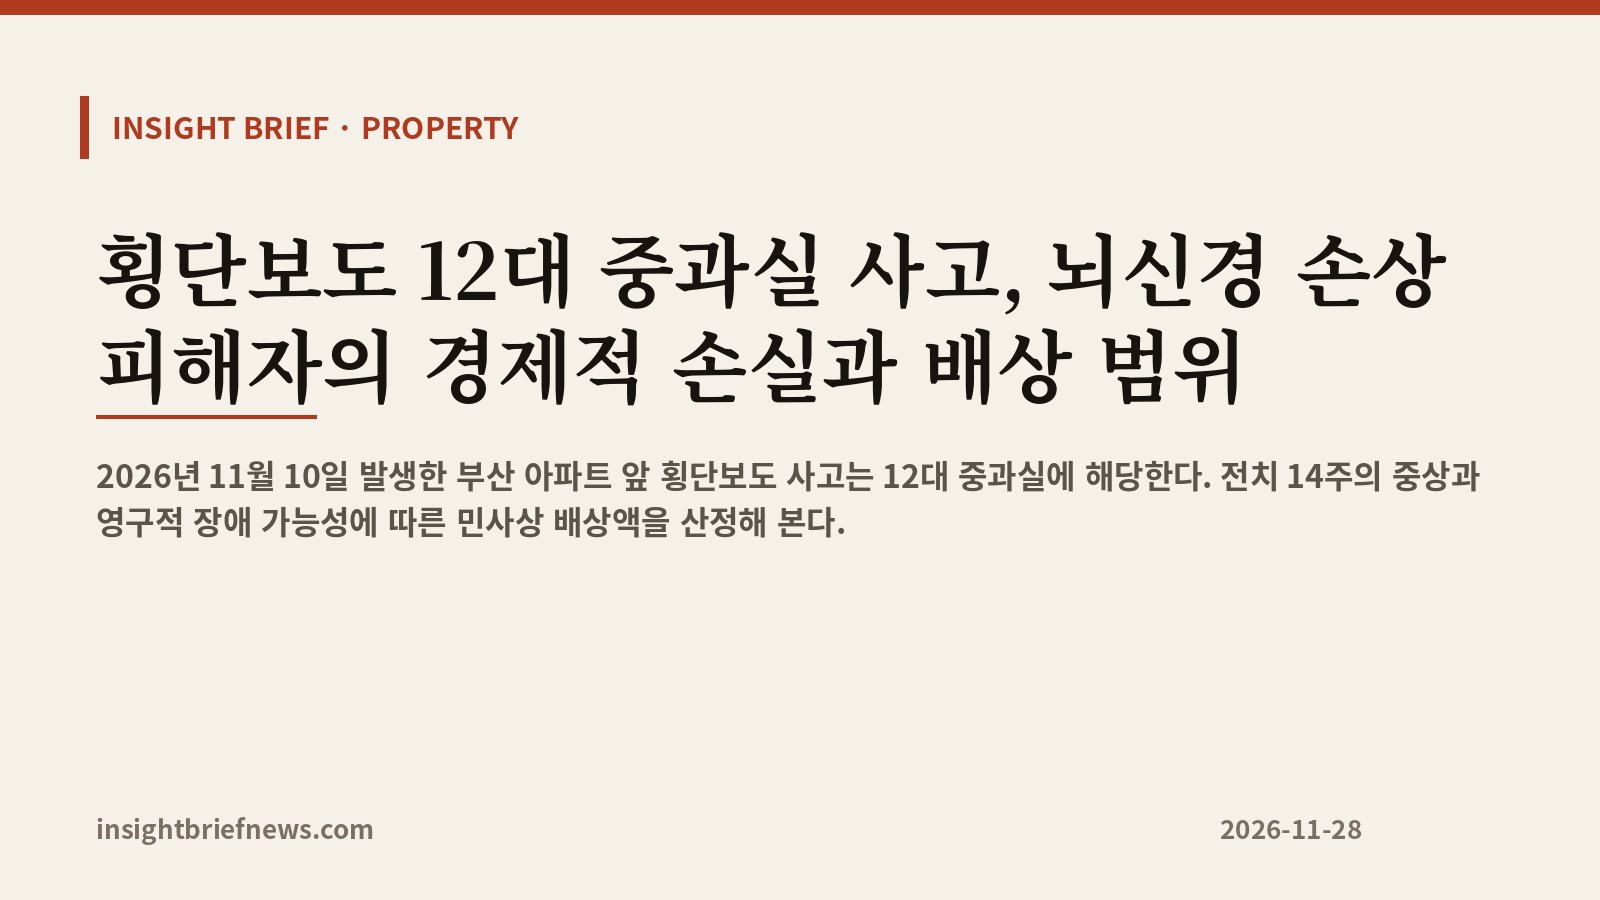 INSIGHT BRIEF · PROPERTY
횡단보도 12대 중과실 사고, 뇌신경 손상
피해자의 경제적 손실과 배상 범위
2026년 11월 10일 발생한 부산 아파트 앞 횡단보도 사고는 12대 중과실에 해당한다. 전치 14주의 중상과
영구적 장애 가능성에 따른 민사상 배상액을 산정해 본다.
insightbriefnews.com
2026-11-28